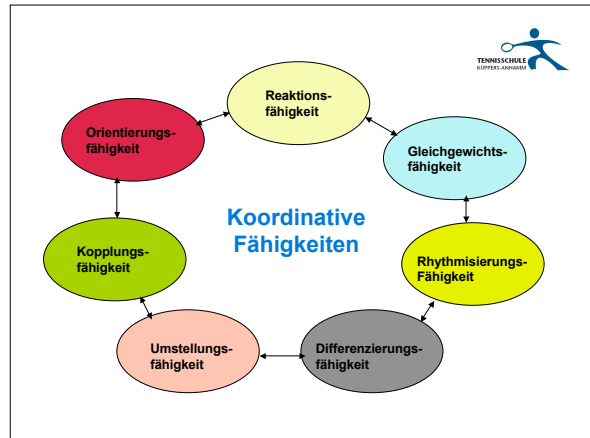 TENNISSCHULE
KÜPPERS-ANHAMM
Reaktions-
fähigkeit
Orientierungs-
fähigkeit
Gleichgewichts-
fähigkeit
Koordinative
Fähigkeiten
Kopplungs-
fähigkeit
Rhythmisierungs-
Fähigkeit
Umstellungs-
fähigkeit
Differenzierungs-
fähigkeit